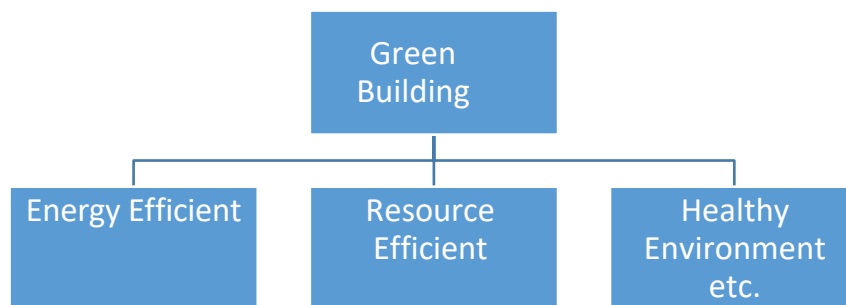 Green
Building
Energy Efficient
Resource
Efficient
Healthy
Environment
etc.